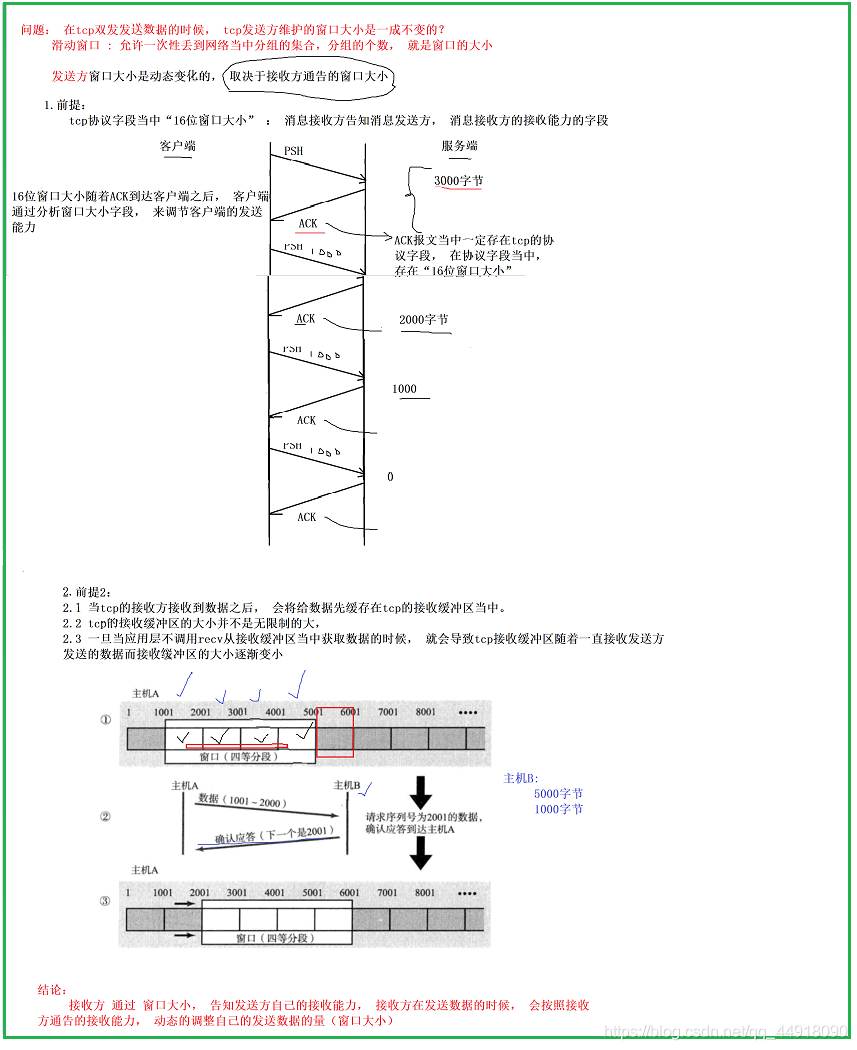 问题： 在tcp双发发送数据的时候， tcp发送方维护的窗口大小是一成不变的？
滑动窗口 : 允许一次性丢到网络当中分组的集合，分组的个数， 就是窗口的大小
发送方窗口大小是动态变化的， 取决于接收方通告的窗口大小
1.前提：
tcp协议字段当中“16位窗口大小” ： 消息接收方告知消息发送方， 消息接收方的接收能力的字段
客户端
服务端
PSH
3000字节
16位窗口大小随着ACK到达客户端之后， 客户端
通过分析窗口大小字段， 来调节客户端的发送
能力
ACK
ACK报文当中一定存在tcp的协
议字段， 在协议字段当中，
存在“16位窗口大小”
PSH 1000
ACK
2000字节
PSH 1000
1000
ACK
PSH 1000
0
ACK
2.前提2：
2.1 当tcp的接收方接收到数据之后， 会将给数据先缓存在tcp的接收缓冲区当中。
2.2 tcp的接收缓冲区的大小并不是无限制的大，
2.3 一旦当应用层不调用recv从接收缓冲区当中获取数据的时候， 就会导致tcp接收缓冲区随着一直接收发送方
发送的数据而接收缓冲区的大小逐渐变小
主机A
① 1 1001 2001 3001 4001 5001 6001 7001 8001 ••••
窗口（四等分段）
主机A
主机B
主机B:
5000字节
1000字节
②
数据（1001~2000）
确认应答（下一个是2001）
请求序列号为2001的数据，
确认应答到达主机A
主机A
③ 1 1001 2001 3001 4001 5001 6001 7001 8001 ••••
窗口（四等分段）
结论：
接收方 通过 窗口大小， 告知发送方自己的接收能力， 接收方在发送数据的时候， 会按照接收
方通告的接收能力， 动态的调整自己的发送数据的量（窗口大小）
https://blog.csdn.net/qq_44918090